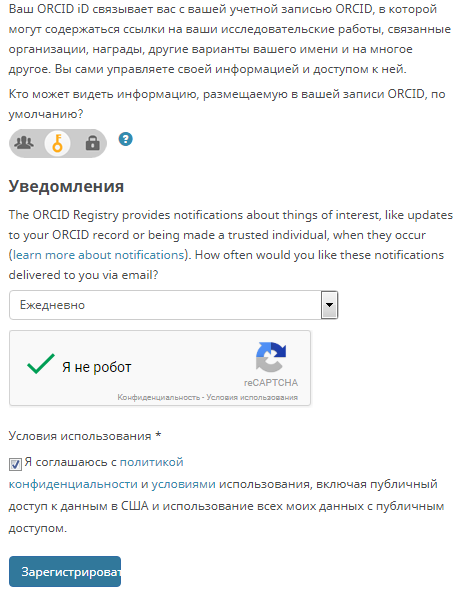 Ваш ORCID iD связывает вас с вашей учетной записью ORCID, в которой
могут содержаться ссылки на ваши исследовательские работы, связанные
организации, награды, другие варианты вашего имени и на многое
другое. Вы сами управляете своей информацией и доступом к ней.
Кто может видеть информацию, размещаемую в вашей записи ORCID, по
умолчанию?
Уведомления
The ORCID Registry provides notifications about things of interest, like updates
to your ORCID record or being made a trusted individual, when they occur
(learn more about notifications). How often would you like these notifications
delivered to you via email?
Ежедневно
Я не робот
reCAPTCHA
Конфиденциальность - Условия использования
Условия использования *
Я соглашаюсь с политикой
конфиденциальности и условиями использования, включая публичный
доступ к данным в США и использование всех моих данных с публичным
доступом.
Зарегистрироват